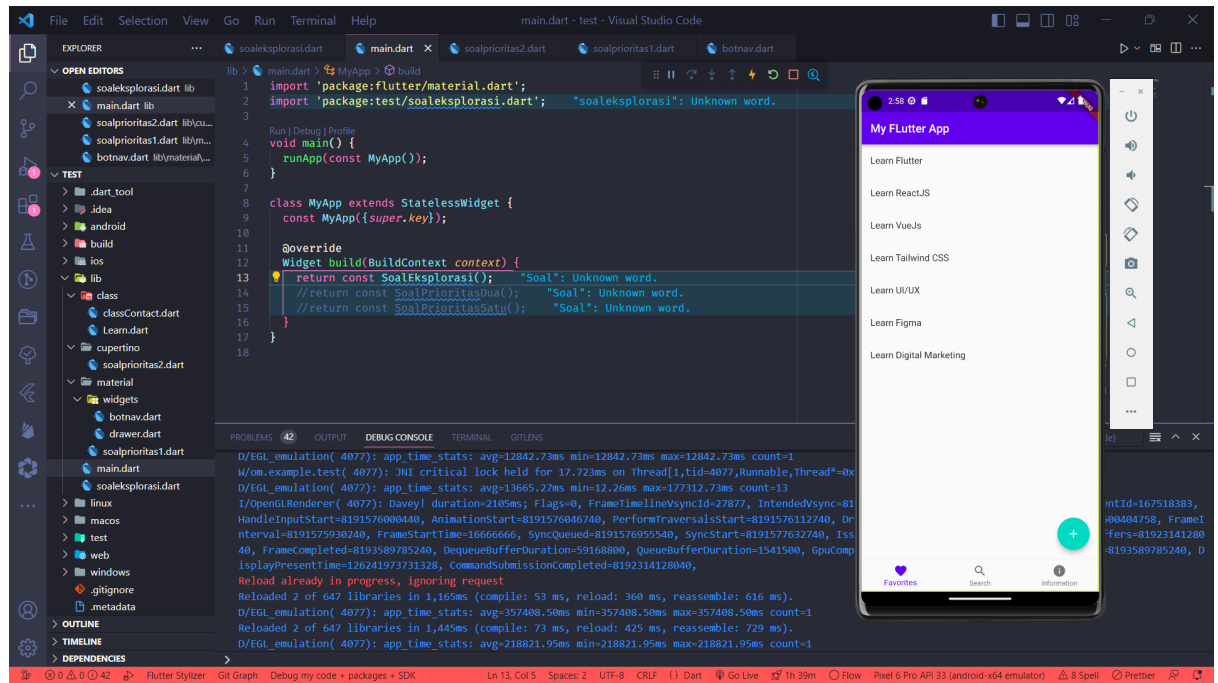 File Edit Selection View Go Run Terminal Help
main.dart - test - Visual Studio Code
EXPLORER
OPEN EDITORS
soaleksplorasi.dart lib
main.dart lib
soalprioritas2.dart lib\cu...
soalprioritas1.dart lib\m...
botnav.dart lib\material\...
TEST
.dart_tool
.idea
android
build
ios
lib
class
classContact.dart
Learn.dart
cupertino
soalprioritas2.dart
material
widgets
botnav.dart
drawer.dart
soalprioritas1.dart
main.dart
soaleksplorasi.dart
linux
macos
test
web
windows
.gitignore
.metadata
OUTLINE
TIMELINE
DEPENDENCIES
1
1
soaleksplorasi.dart main.dart soalprioritas2.dart soalprioritas1.dart botnav.dart
lib > main.dart > MyApp > build
1 import 'package:flutter/material.dart';
2 import 'package:test/soaleksplorasi.dart'; "soaleksplorasi": Unknown word.
3
Run | Debug | Profile
4 void main() {
5 runApp(const MyApp());
6 }
7
8 class MyApp extends StatelessWidget {
9 const MyApp({super.key});
10
11 @override
12 Widget build(BuildContext context) {
13 return const SoalEksplorasi(); "Soal": Unknown word.
14 //return const SoalPrioritasDua(); "Soal": Unknown word.
15 //return const SoalPrioritasSatu(); "Soal": Unknown word.
16 }
17 }
18
PROBLEMS 42 OUTPUT DEBUG CONSOLE TERMINAL GITLENS
D/EGL_emulation( 4077): app_time_stats: avg=12842.73ms min=12842.73ms max=12842.73ms count=1
W/om.example.test( 4077): JNI critical lock held for 17.723ms on Thread[1,tid=4077,Runnable,Thread*=0x
D/EGL_emulation( 4077): app_time_stats: avg=13665.27ms min=12.26ms max=177312.73ms count=13
I/OpenGLRenderer( 4077): Davey! duration=2105ms; Flags=0, FrameTimelineVsyncId=27877, IntendedVsync=81 entId=167518383,
HandleInputStart=8191576000440, AnimationStart=8191576046740, PerformTraversalsStart=8191576112740, Dr 500404758, FrameI
nterval=8191575930240, FrameStartTime=16666666, SyncQueued=8191576955540, SyncStart=8191577632740, Iss fers=81923141280
40, FrameCompleted=8193589785240, DequeueBufferDuration=59168800, QueueBufferDuration=1541500, GpuComp =8193589785240, D
isplayPresentTime=126241973731328, CommandSubmissionCompleted=8192314128040,
Reload already in progress, ignoring request
Reloaded 2 of 647 libraries in 1,165ms (compile: 53 ms, reload: 360 ms, reassemble: 616 ms).
D/EGL_emulation( 4077): app_time_stats: avg=357408.50ms min=357408.50ms max=357408.50ms count=1
Reloaded 2 of 647 libraries in 1,445ms (compile: 73 ms, reload: 425 ms, reassemble: 729 ms).
D/EGL_emulation( 4077): app_time_stats: avg=218821.95ms min=218821.95ms max=218821.95ms count=1
2:58
My FLutter App
Learn Flutter
Learn ReactJS
Learn VueJs
Learn Tailwind CSS
Learn UI/UX
Learn Figma
Learn Digital Marketing
Favorites Search Information
0 0 0 42 Flutter Stylizer Git Graph Debug my code + packages + SDK Ln 13, Col 5 Spaces: 2 UTF-8 CRLF {} Dart Go Live 1h 39m Flow Pixel 6 Pro API 33 (android-x64 emulator) 8 Spell Prettier